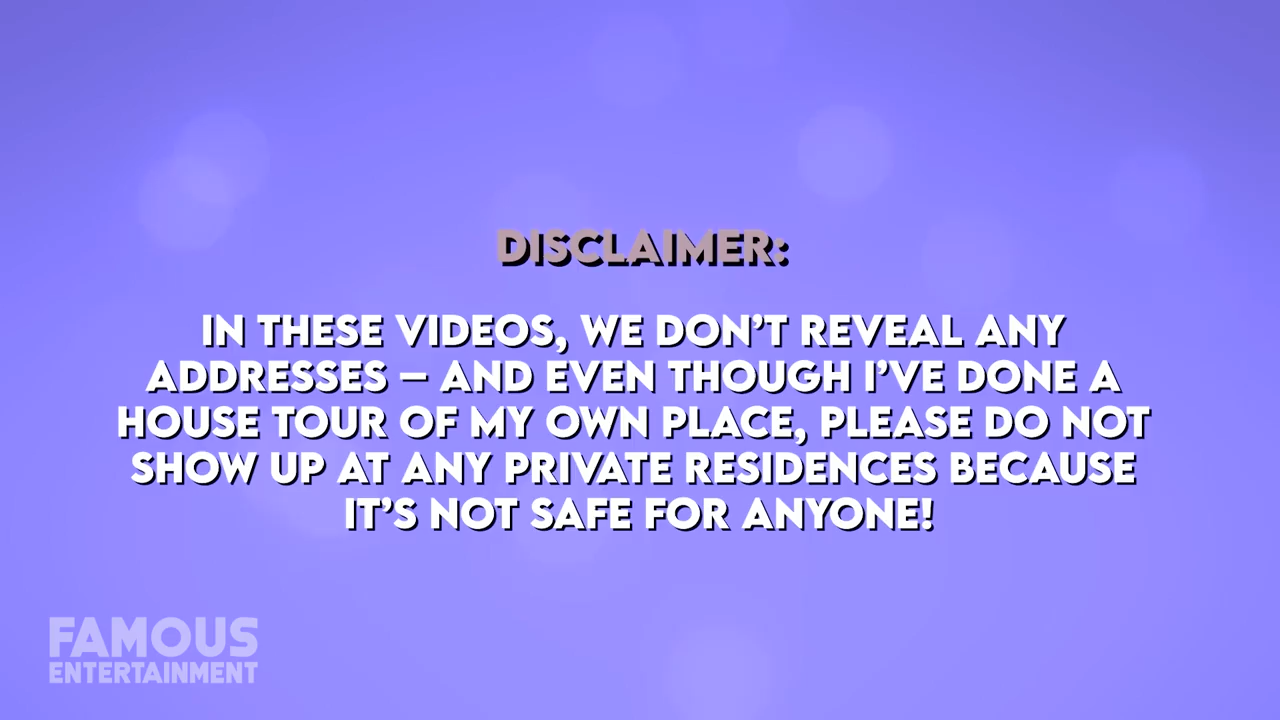 DISCLAIMER:
IN THESE VIDEOS, WE DON'T REVEAL ANY
ADDRESSES – AND EVEN THOUGH I'VE DONE A
HOUSE TOUR OF MY OWN PLACE, PLEASE DO NOT
SHOW UP AT ANY PRIVATE RESIDENCES BECAUSE
IT'S NOT SAFE FOR ANYONE!
FAMOUS
ENTERTAINMENT